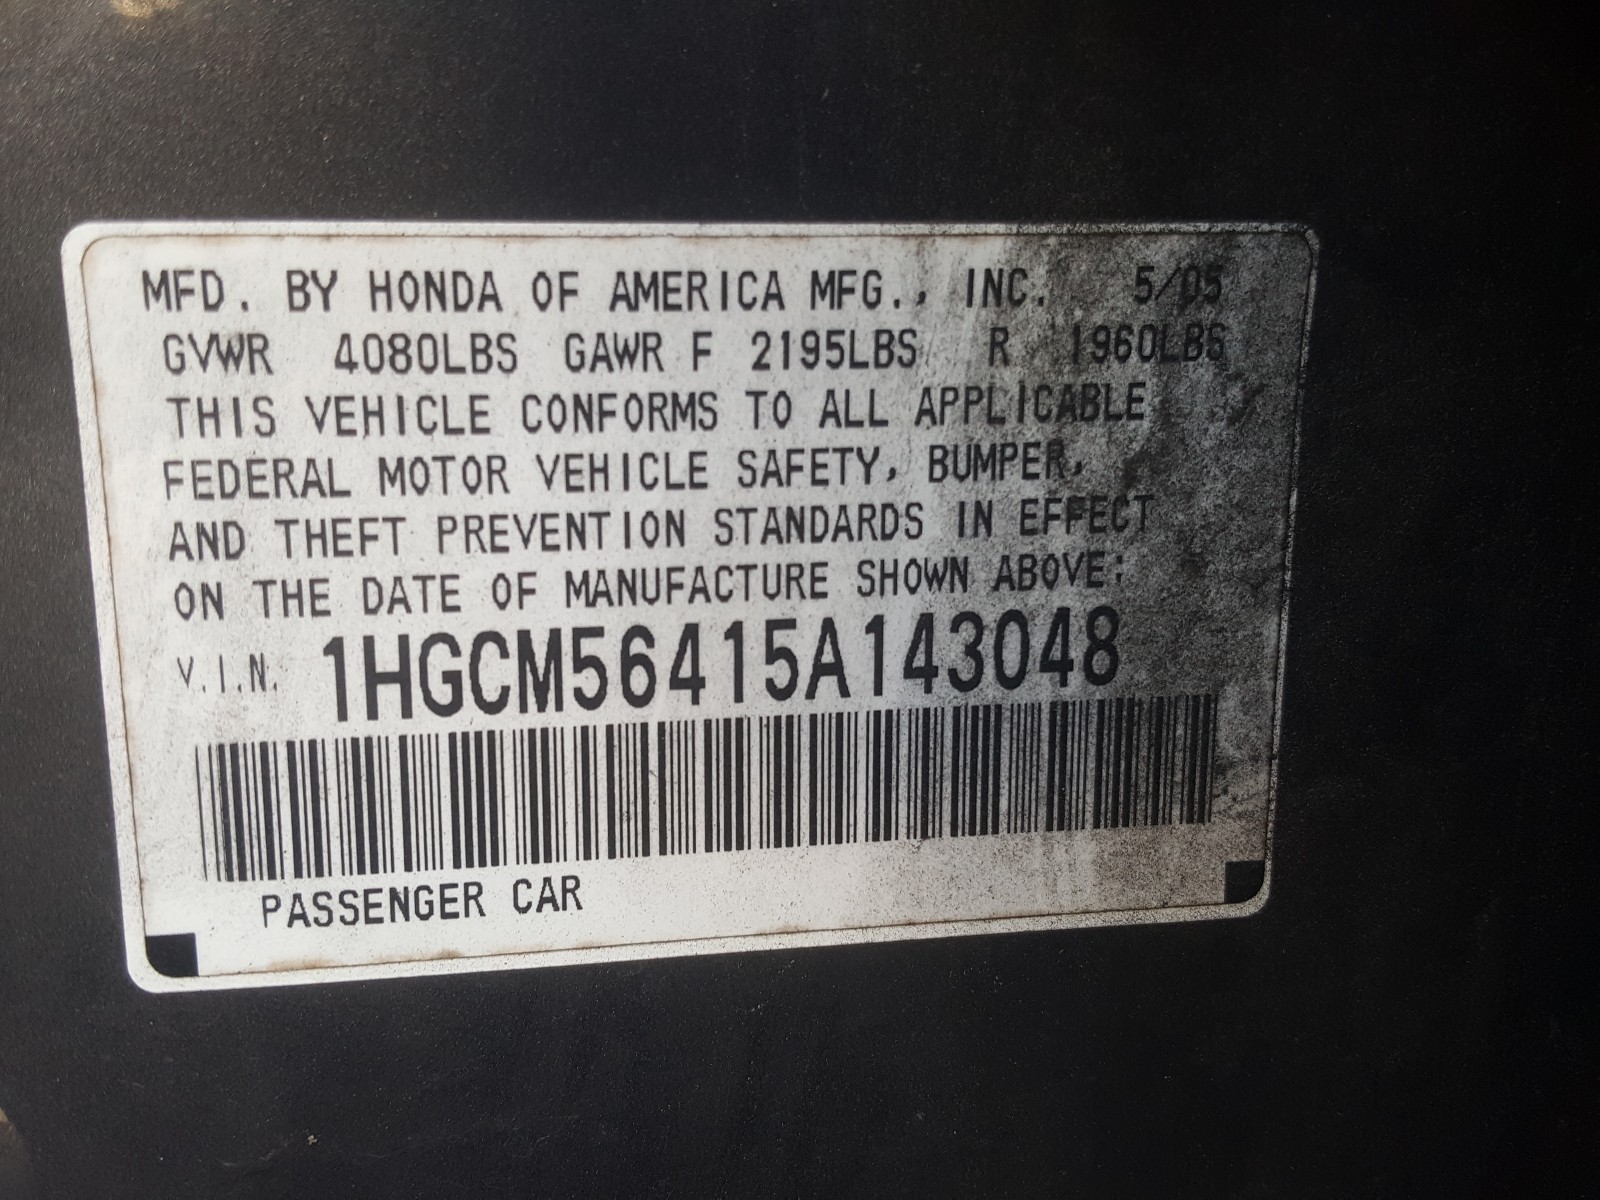 MFD. BY HONDA OF AMERICA MFG., INC. 5/05
GVWR 4080LBS GAWR F 2195LBS R 1960LBS
THIS VEHICLE CONFORMS TO ALL APPLICABLE
FEDERAL MOTOR VEHICLE SAFETY, BUMPER,
AND THEFT PREVENTION STANDARDS IN EFFECT
ON THE DATE OF MANUFACTURE SHOWN ABOVE:
V.I.N. 1HGCM56415A143048
PASSENGER CAR